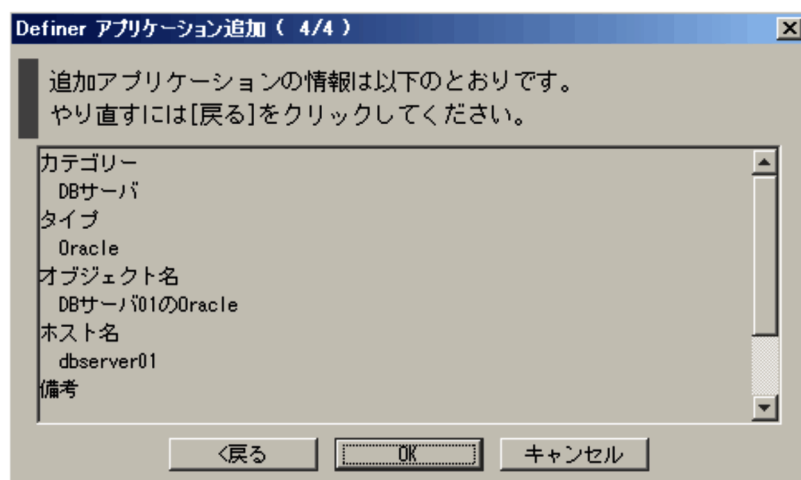 Definer アプリケーション追加 ( 4/4 )
追加アプリケーションの情報は以下のとおりです。
やり直すには[戻る]をクリックしてください。
カテゴリー
DBサーバ
タイプ
Oracle
オブジェクト名
DBサーバ01のOracle
ホスト名
dbserver01
備考
<戻る OK キャンセル